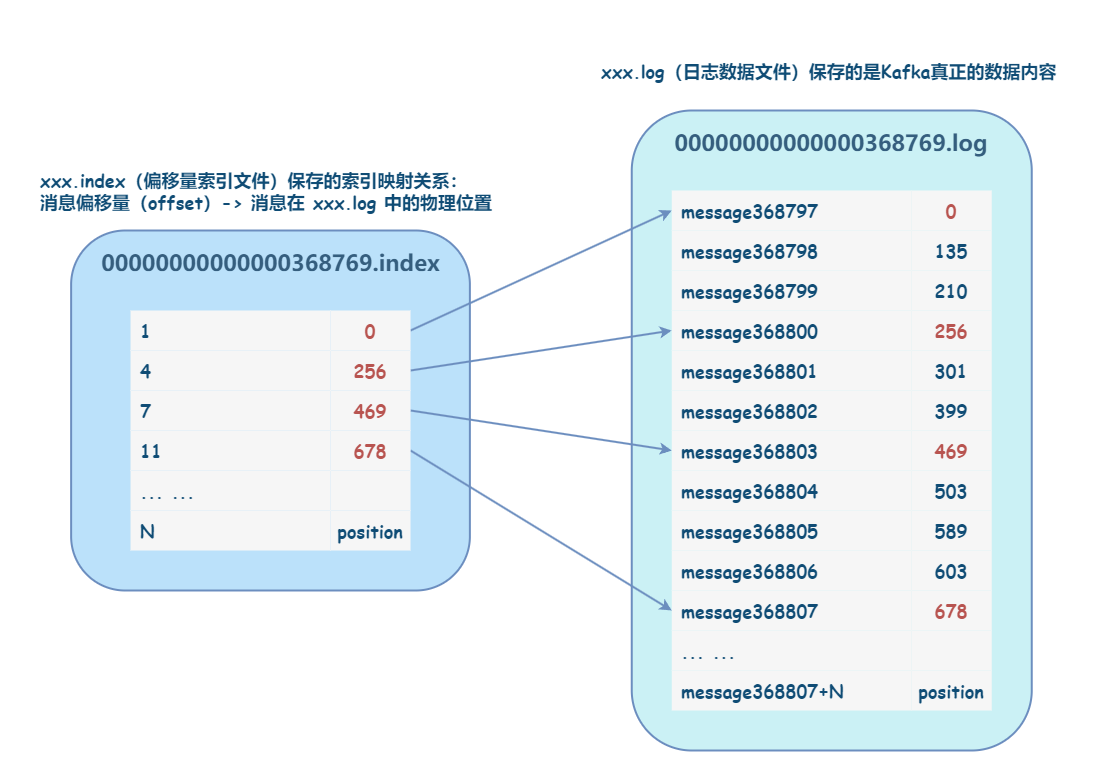 xxx.log（日志数据文件）保存的是Kafka真正的数据内容
xxx.index（偏移量索引文件）保存的索引映射关系：
消息偏移量（offset）-> 消息在 xxx.log 中的物理位置
00000000000000368769.index
1 0
4 256
7 469
11 678
... ...
N position
00000000000000368769.log
message368797 0
message368798 135
message368799 210
message368800 256
message368801 301
message368802 399
message368803 469
message368804 503
message368805 589
message368806 603
message368807 678
... ...
message368807+N position